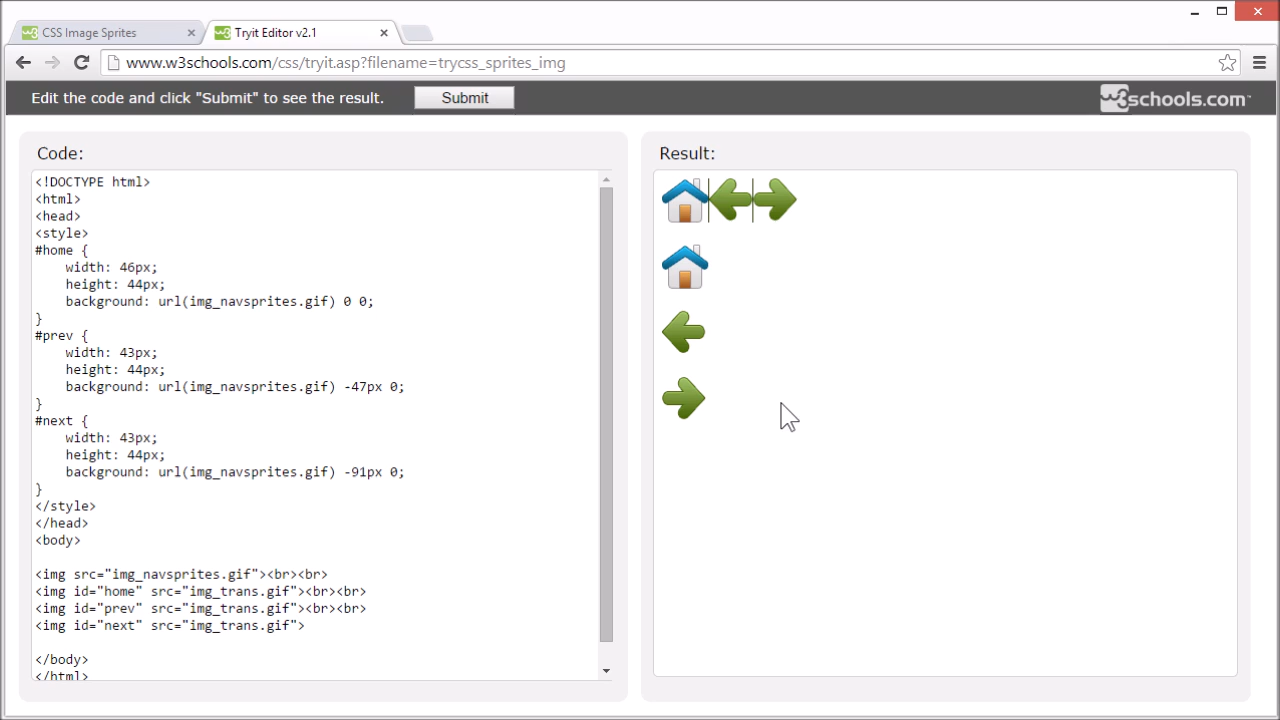 CSS Image Sprites
Tryit Editor v2.1
www.w3schools.com/css/tryit.asp?filename=trycss_sprites_img
Edit the code and click "Submit" to see the result.
Submit
w3schools.com™
Code:
<!DOCTYPE html>
<html>
<head>
<style>
#home {
    width: 46px;
    height: 44px;
    background: url(img_navsprites.gif) 0 0;
}
#prev {
    width: 43px;
    height: 44px;
    background: url(img_navsprites.gif) -47px 0;
}
#next {
    width: 43px;
    height: 44px;
    background: url(img_navsprites.gif) -91px 0;
}
</style>
</head>
<body>
<img src="img_navsprites.gif"><br><br>
<img id="home" src="img_trans.gif"><br><br>
<img id="prev" src="img_trans.gif"><br><br>
<img id="next" src="img_trans.gif">
</body>
</html>
Result: